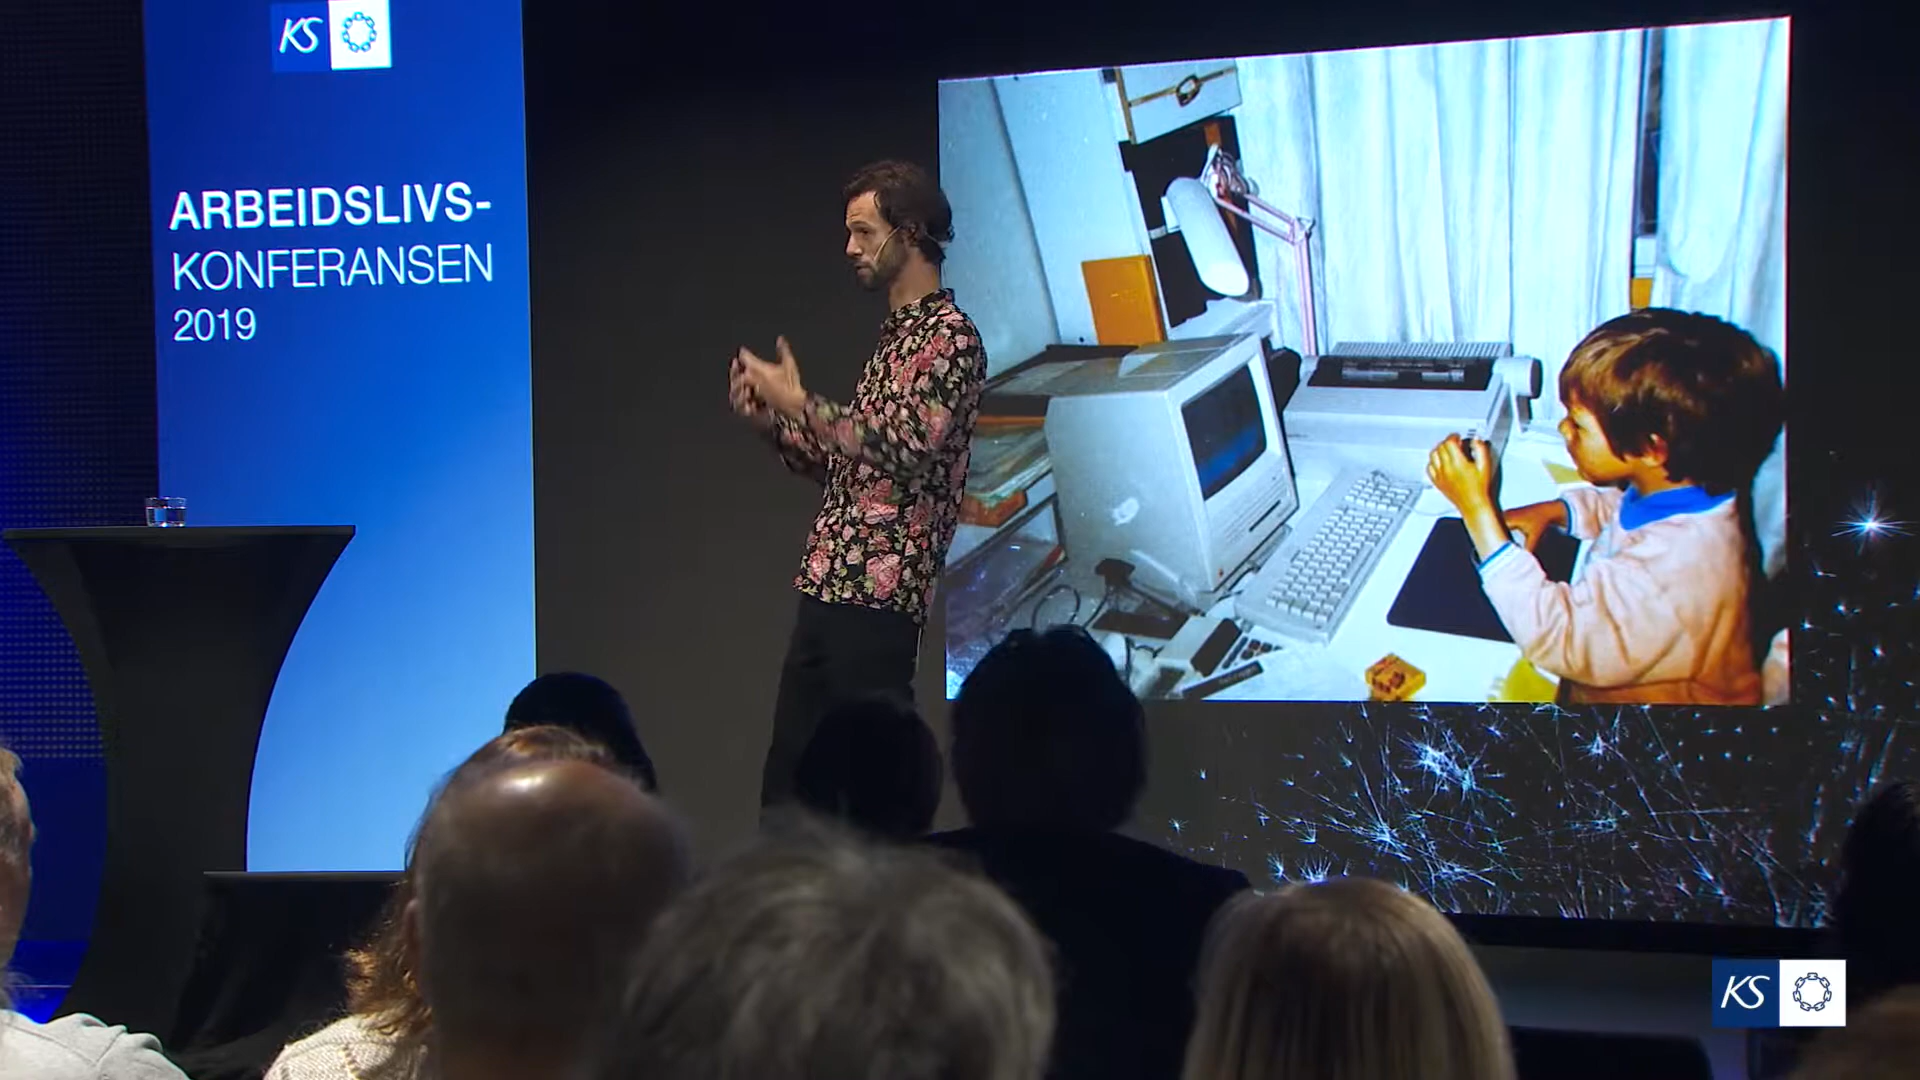 KS
ARBEIDSLIVS-
KONFERANSEN
2019
KS